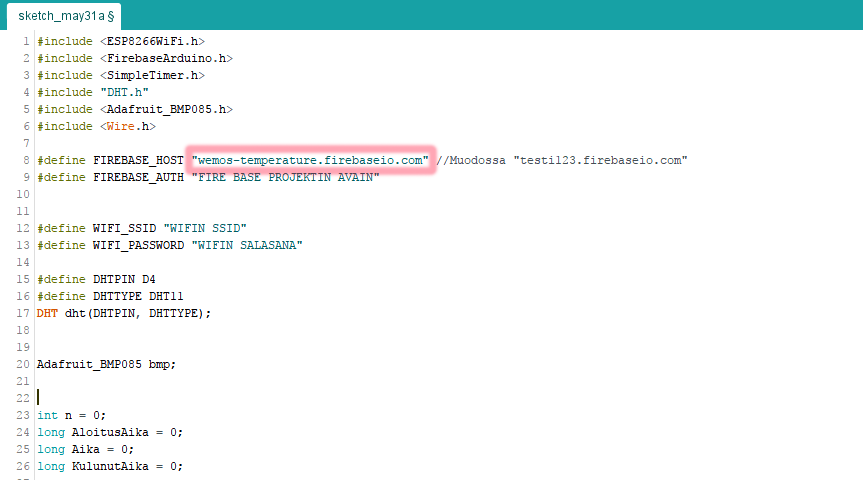 sketch_may31a §
1 #include <ESP8266WiFi.h>
2 #include <FirebaseArduino.h>
3 #include <SimpleTimer.h>
4 #include "DHT.h"
5 #include <Adafruit_BMP085.h>
6 #include <Wire.h>
7
8 #define FIREBASE_HOST "wemos-temperature.firebaseio.com" //Muodossa "testi123.firebaseio.com"
9 #define FIREBASE_AUTH "FIRE BASE PROJEKTIN AVAIN"
10
11
12 #define WIFI_SSID "WIFIN SSID"
13 #define WIFI_PASSWORD "WIFIN SALASANA"
14
15 #define DHTPIN D4
16 #define DHTTYPE DHT11
17 DHT dht(DHTPIN, DHTTYPE);
18
19
20 Adafruit_BMP085 bmp;
21
22
23 int n = 0;
24 long AloitusAika = 0;
25 long Aika = 0;
26 long KulunutAika = 0;